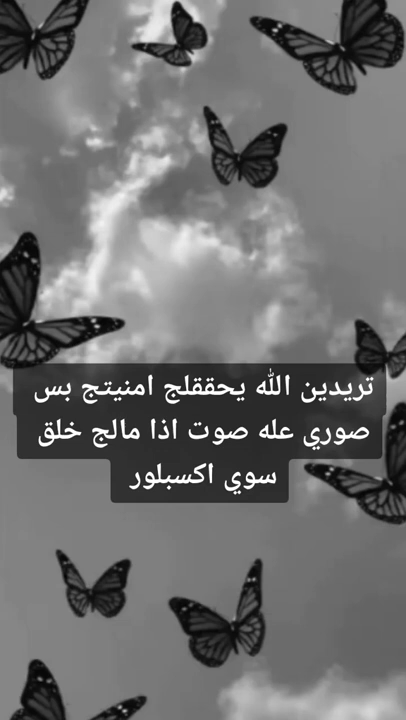 تريدين الله يحققلج امنيتج بس
صوري عله صوت اذا مالج خلق
سوي اكسبلور